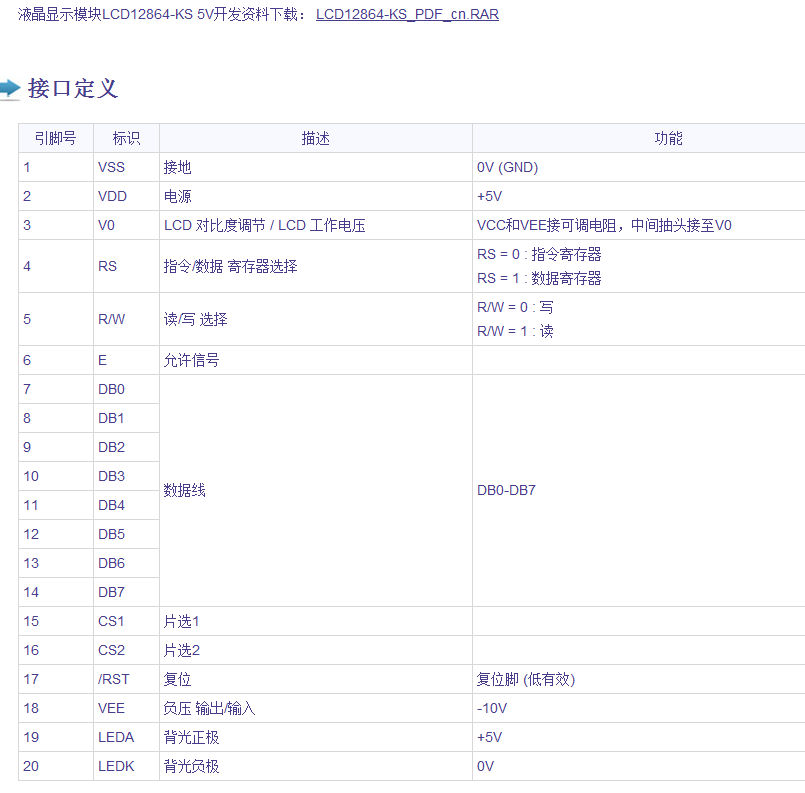 液晶显示模块LCD12864-KS 5V开发资料下载： LCD12864-KS_PDF_cn.RAR
接口定义
引脚号 标识 描述 功能
1 VSS 接地 0V (GND)
2 VDD 电源 +5V
3 V0 LCD 对比度调节 / LCD 工作电压 VCC和VEE接可调电阻，中间抽头接至V0
4 RS 指令/数据 寄存器选择 RS = 0 : 指令寄存器
RS = 1 : 数据寄存器
5 R/W 读/写 选择 R/W = 0 : 写
R/W = 1 : 读
6 E 允许信号
7 DB0
8 DB1
9 DB2
10 DB3
数据线 DB0-DB7
11 DB4
12 DB5
13 DB6
14 DB7
15 CS1 片选1
16 CS2 片选2
17 /RST 复位 复位脚 (低有效)
18 VEE 负压 输出/输入 -10V
19 LEDA 背光正极 +5V
20 LEDK 背光负极 0V